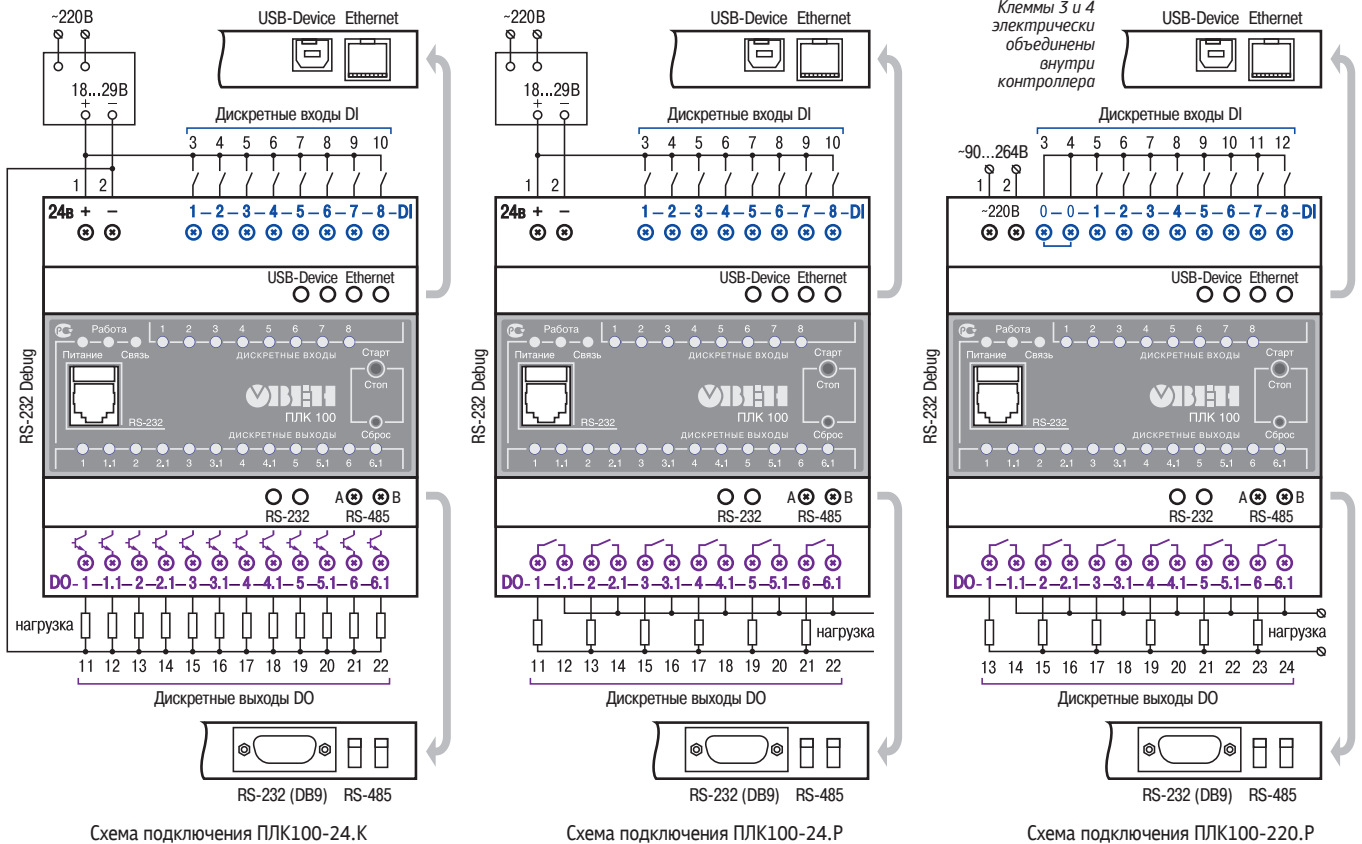 ~220В
USB-Device Ethernet
18...29В
+ –
Дискретные входы DI
3 4 5 6 7 8 9 10
1 2
24в + –
1–2–3–4–5–6–7–8–DI
USB-Device Ethernet
РС
Работа
1 2 3 4 5 6 7 8
Питание Связь
ДИСКРЕТНЫЕ ВХОДЫ
Старт
Стоп
RS-232 Debug
ОВЕН
ПЛК 100
RS-232
ДИСКРЕТНЫЕ ВЫХОДЫ
Сброс
1 1.1 2 2.1 3 3.1 4 4.1 5 5.1 6 6.1
A B
RS-232 RS-485
DO–1–1.1–2–2.1–3–3.1–4–4.1–5–5.1–6–6.1
нагрузка
11 12 13 14 15 16 17 18 19 20 21 22
Дискретные выходы DO
RS-232 (DB9) RS-485
Схема подключения ПЛК100-24.К
~220В
USB-Device Ethernet
18...29В
+ –
Дискретные входы DI
3 4 5 6 7 8 9 10
1 2
24в + –
1–2–3–4–5–6–7–8–DI
USB-Device Ethernet
РС
Работа
1 2 3 4 5 6 7 8
Питание Связь
ДИСКРЕТНЫЕ ВХОДЫ
Старт
Стоп
RS-232 Debug
ОВЕН
ПЛК 100
RS-232
ДИСКРЕТНЫЕ ВЫХОДЫ
Сброс
1 1.1 2 2.1 3 3.1 4 4.1 5 5.1 6 6.1
A B
RS-232 RS-485
DO–1–1.1–2–2.1–3–3.1–4–4.1–5–5.1–6–6.1
нагрузка
11 12 13 14 15 16 17 18 19 20 21 22
Дискретные выходы DO
RS-232 (DB9) RS-485
Схема подключения ПЛК100-24.Р
Клеммы 3 и 4
электрически
объединены
внутри
контроллера
USB-Device Ethernet
Дискретные входы DI
~90...264В
3 4 5 6 7 8 9 10 11 12
1 2
~220В
0–0–1–2–3–4–5–6–7–8–DI
USB-Device Ethernet
РС
Работа
1 2 3 4 5 6 7 8
Питание Связь
ДИСКРЕТНЫЕ ВХОДЫ
Старт
Стоп
RS-232 Debug
ОВЕН
ПЛК 100
RS-232
ДИСКРЕТНЫЕ ВЫХОДЫ
Сброс
1 1.1 2 2.1 3 3.1 4 4.1 5 5.1 6 6.1
A B
RS-232 RS-485
DO–1–1.1–2–2.1–3–3.1–4–4.1–5–5.1–6–6.1
нагрузка
13 14 15 16 17 18 19 20 21 22 23 24
Дискретные выходы DO
RS-232 (DB9) RS-485
Схема подключения ПЛК100-220.Р